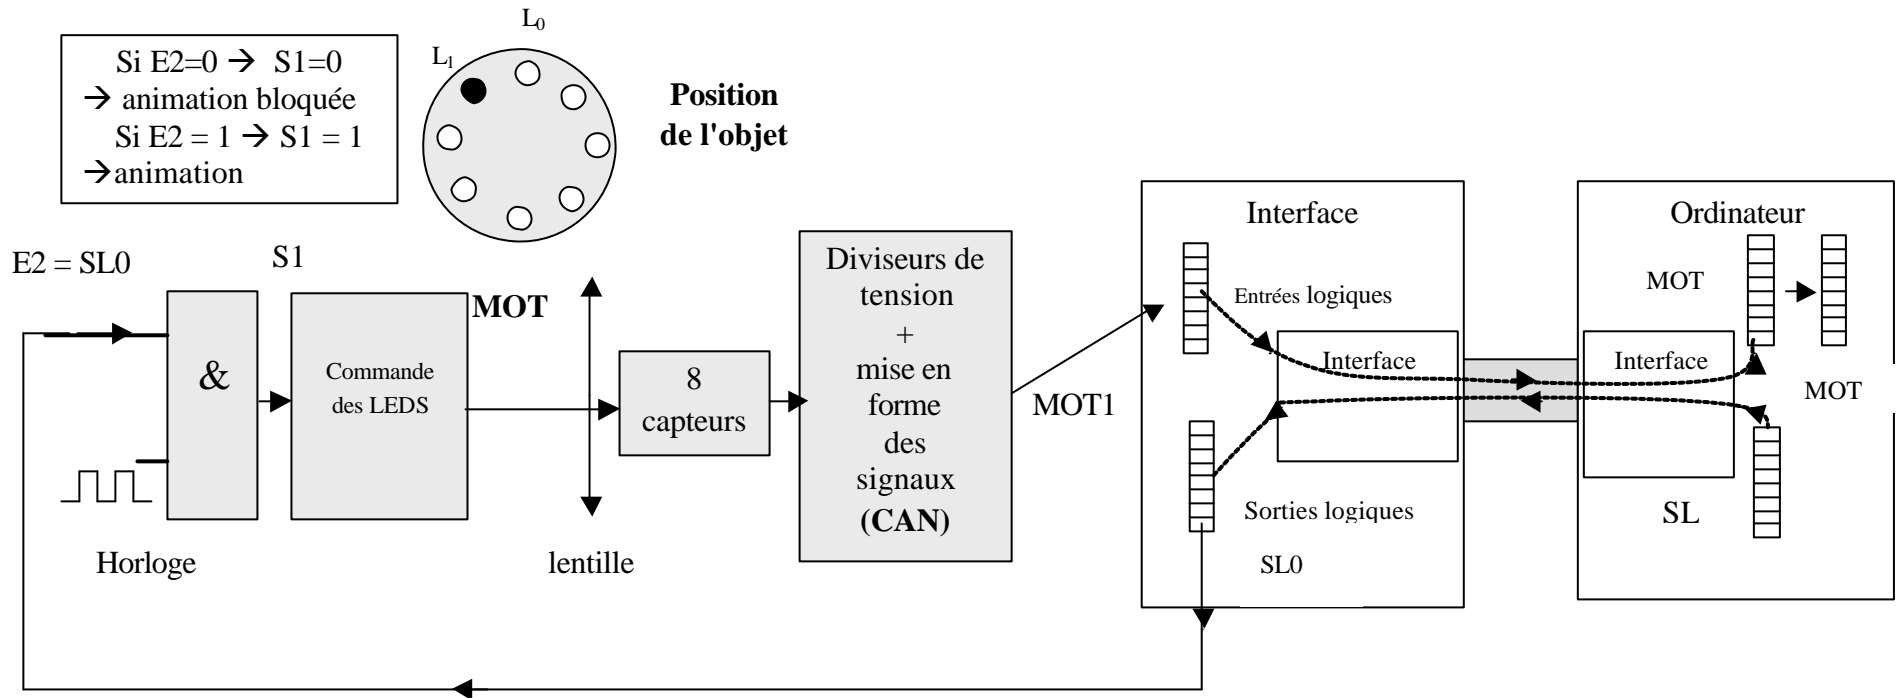 L0
L1
Si E2=0 → S1=0
→ animation bloquée
Si E2 = 1 → S1 = 1
→animation
Position
de l'objet
E2 = SL0
S1
&
Horloge
Commande
des LEDS
MOT
lentille
8
capteurs
Diviseurs de
tension
+
mise en
forme
des
signaux
(CAN)
MOT1
Interface
Entrées logiques
Interface
Sorties logiques
SL0
Ordinateur
MOT
Interface
MOT
SL